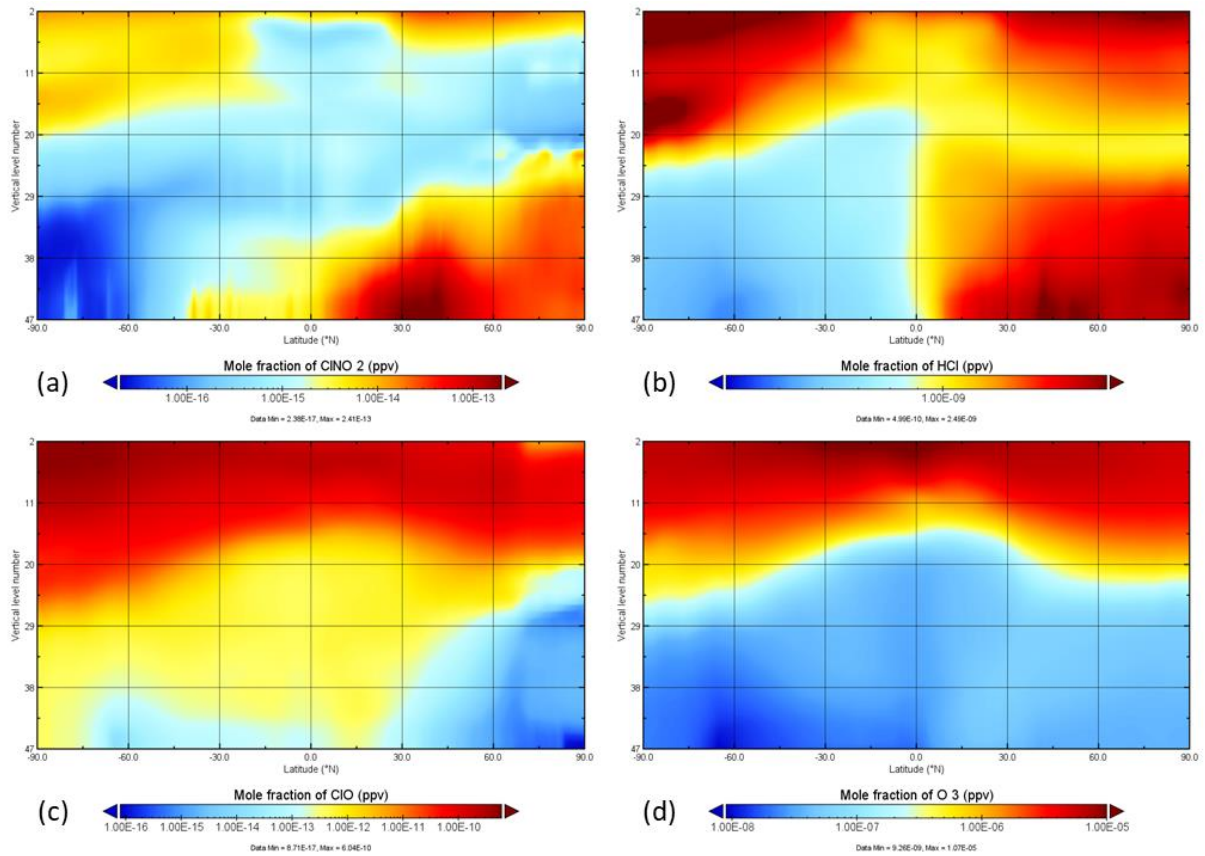 2
11
20
29
38
47
Vertical level number
-90.0 -60.0 -30.0 0.0 30.0 60.0 90.0
Latitude (°N)
Mole fraction of ClNO 2 (ppv)
(a)
1.00E-16 1.00E-15 1.00E-14 1.00E-13
Data Min = 2.38E-17, Max = 2.41E-13
2
11
20
29
38
47
Vertical level number
-90.0 -60.0 -30.0 0.0 30.0 60.0 90.0
Latitude (°N)
Mole fraction of HCl (ppv)
(b)
1.00E-09
Data Min = 4.99E-10, Max = 2.49E-09
2
11
20
29
38
47
Vertical level number
-90.0 -60.0 -30.0 0.0 30.0 60.0 90.0
Latitude (°N)
Mole fraction of ClO (ppv)
(c)
1.00E-16 1.00E-15 1.00E-14 1.00E-13 1.00E-12 1.00E-11 1.00E-10
Data Min = 8.71E-17, Max = 6.04E-10
2
11
20
29
38
47
Vertical level number
-90.0 -60.0 -30.0 0.0 30.0 60.0 90.0
Latitude (°N)
Mole fraction of O 3 (ppv)
(d)
1.00E-08 1.00E-07 1.00E-06 1.00E-05
Data Min = 9.26E-09, Max = 1.07E-05